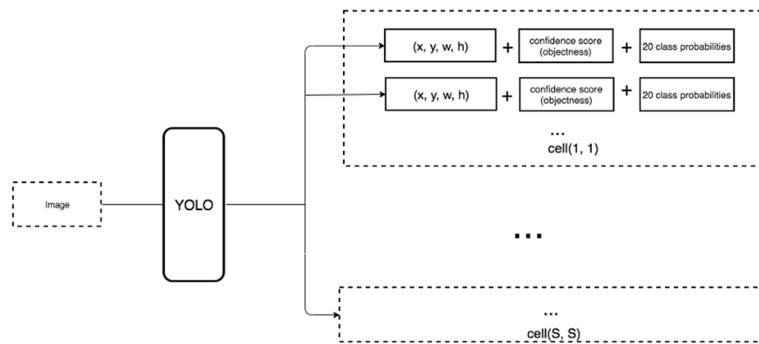 (x, y, w, h) + confidence score (objectness) + 20 class probabilities
(x, y, w, h) + confidence score (objectness) + 20 class probabilities
...
cell(1, 1)
Image
YOLO
...
...
cell(S, S)